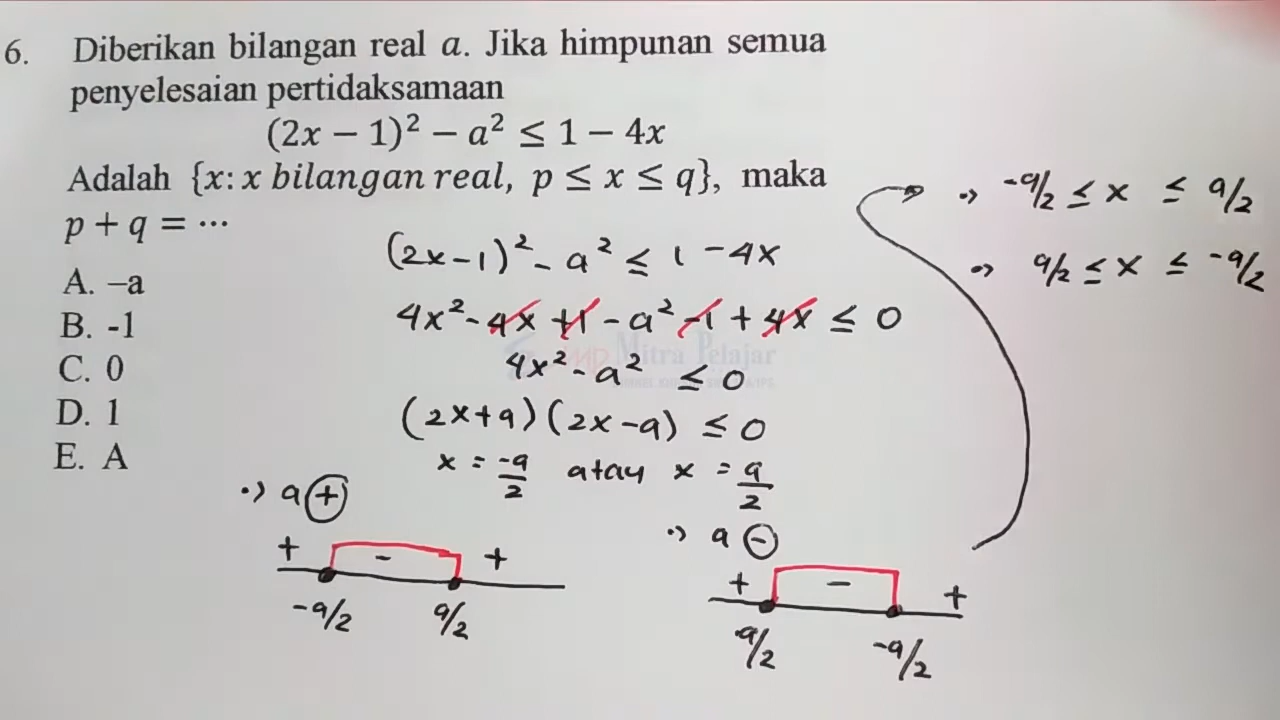 6. Diberikan bilangan real a. Jika himpunan semua
penyelesaian pertidaksamaan
(2x − 1)² − a² ≤ 1 − 4x
Adalah {x: x bilangan real, p ≤ x ≤ q}, maka
p + q = ⋯
A. –a
B. -1
C. 0
D. 1
E. A
(2x-1)² - a² ≤ 1 - 4x
4x² - 4x + 1 - a² - 1 + 4x ≤ 0
Mitra Pelajar
4x² - a² ≤ 0
(2x+a)(2x-a) ≤ 0
x = -a/2 atau x = a/2
•) a (+)
+ - +
-a/2 a/2
•) a (-)
+ - +
a/2 -a/2
•) -a/2 ≤ x ≤ a/2
•) a/2 ≤ x ≤ -a/2